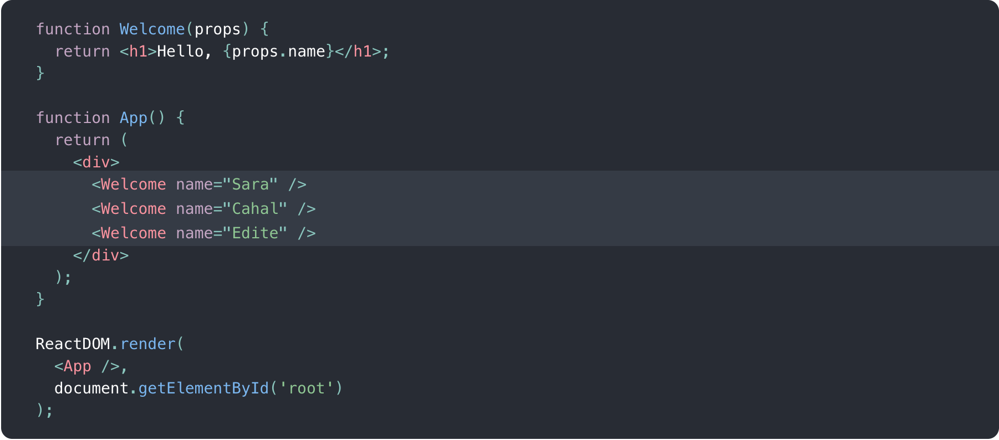 function Welcome(props) {
  return <h1>Hello, {props.name}</h1>;
}

function App() {
  return (
    <div>
      <Welcome name="Sara" />
      <Welcome name="Cahal" />
      <Welcome name="Edite" />
    </div>
  );
}

ReactDOM.render(
  <App />,
  document.getElementById('root')
);